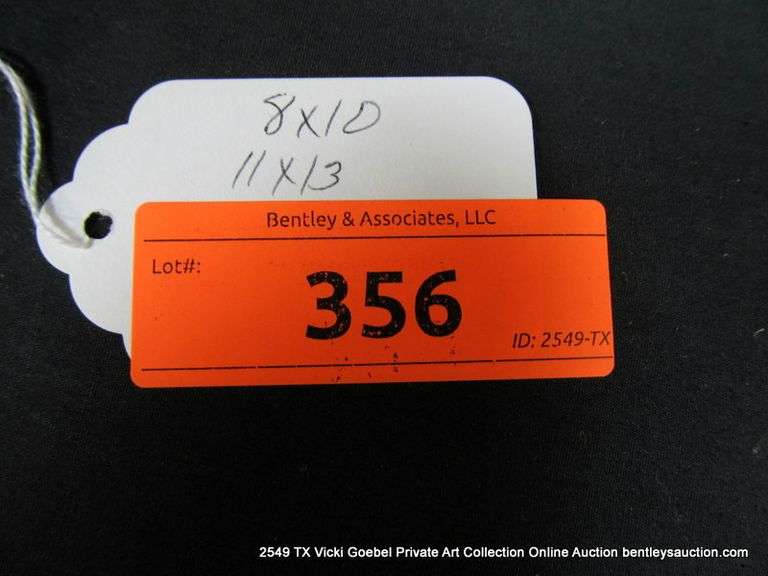 8X10
11X13
Bentley & Associates, LLC
Lot#:
356
ID: 2549-TX
2549 TX Vicki Goebel Private Art Collection Online Auction bentleysauction.com